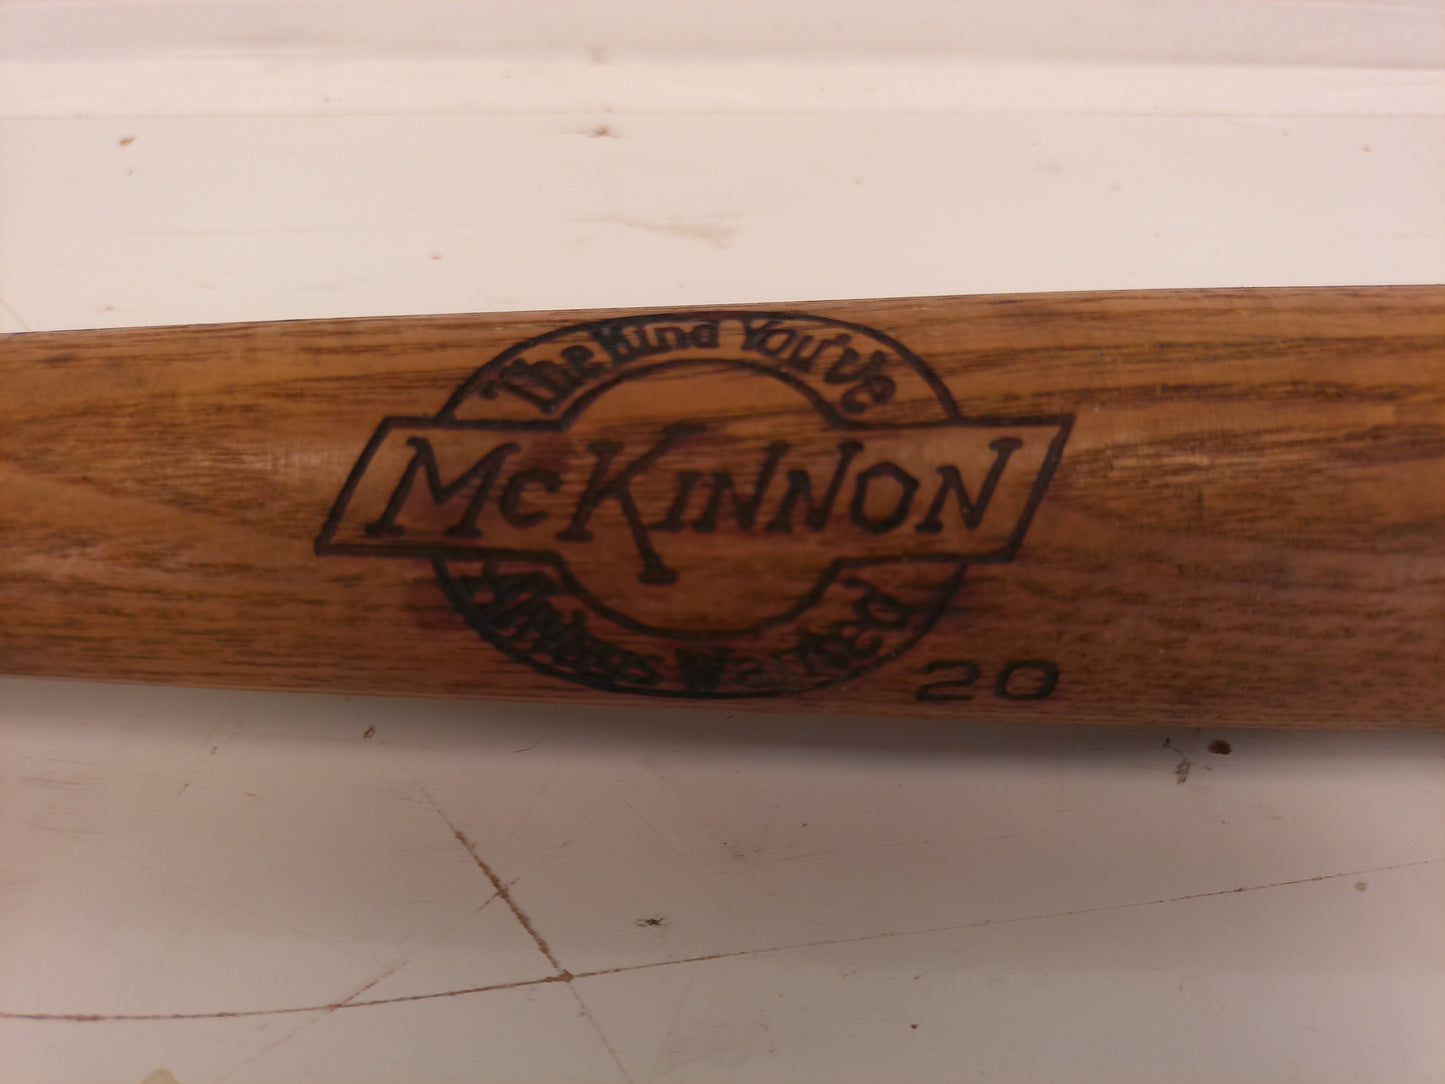 The Kind You've
McKINNON
Always Wanted
20